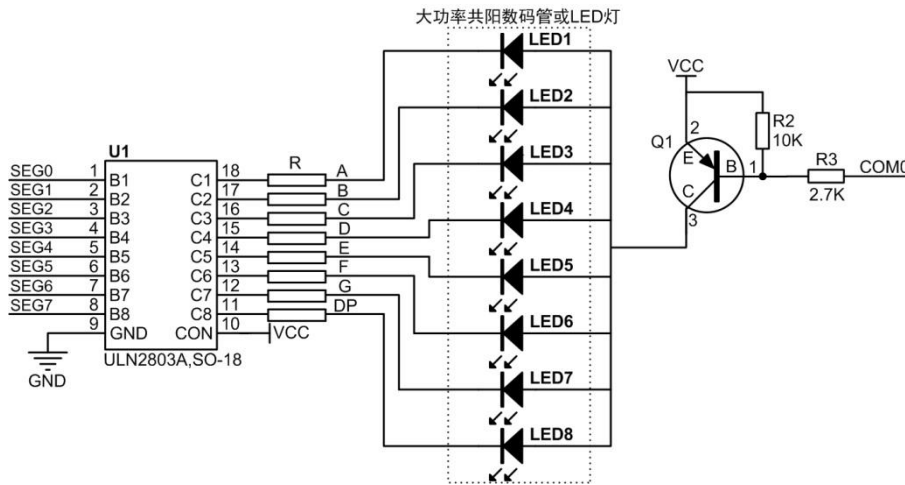 大功率共阳数码管或LED灯
LED1
LED2
LED3
LED4
LED5
LED6
LED7
LED8
VCC
2
Q1
E
B
C
1
3
R2
10K
R3
2.7K
COM0
U1
SEG0 1 B1 C1 18 R A
SEG1 2 B2 C2 17 B
SEG2 3 B3 C3 16 C
SEG3 4 B4 C4 15 D
SEG4 5 B5 C5 14 E
SEG5 6 B6 C6 13 F
SEG6 7 B7 C7 12 G
SEG7 8 B8 C8 11 DP
9 GND CON 10 VCC
ULN2803A,SO-18
GND